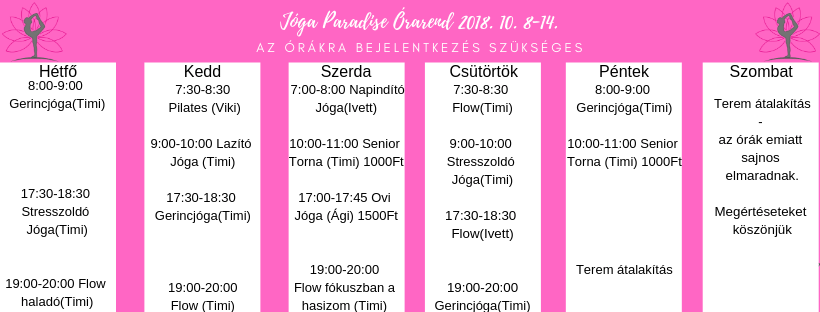 Jóga Paradise Órarend 2018. 10. 8-14.
AZ ÓRÁKRA BEJELENTKEZÉS SZÜKSÉGES
Hétfő
8:00-9:00
Gerincjóga(Timi)
17:30-18:30
Stresszoldó
Jóga(Timi)
19:00-20:00 Flow
haladó(Timi)
Kedd
7:30-8:30
Pilates (Viki)
9:00-10:00 Lazító
Jóga (Timi)
17:30-18:30
Gerincjóga(Timi)
19:00-20:00
Flow (Timi)
Szerda
7:00-8:00 Napindító
Jóga(Ivett)
10:00-11:00 Senior
Torna (Timi) 1000Ft
17:00-17:45 Ovi
Jóga (Ági) 1500Ft
19:00-20:00
Flow fókuszban a
hasizom (Timi)
Csütörtök
7:30-8:30
Flow(Timi)
9:00-10:00
Stresszoldó
Jóga(Timi)
17:30-18:30
Flow(Ivett)
19:00-20:00
Gerincjóga(Timi)
Péntek
8:00-9:00
Gerincjóga(Timi)
10:00-11:00 Senior
Torna (Timi) 1000Ft
Terem átalakítás
Szombat
Terem átalakítás
-
az órák emiatt
sajnos
elmaradnak.
Megértéseteket
köszönjük